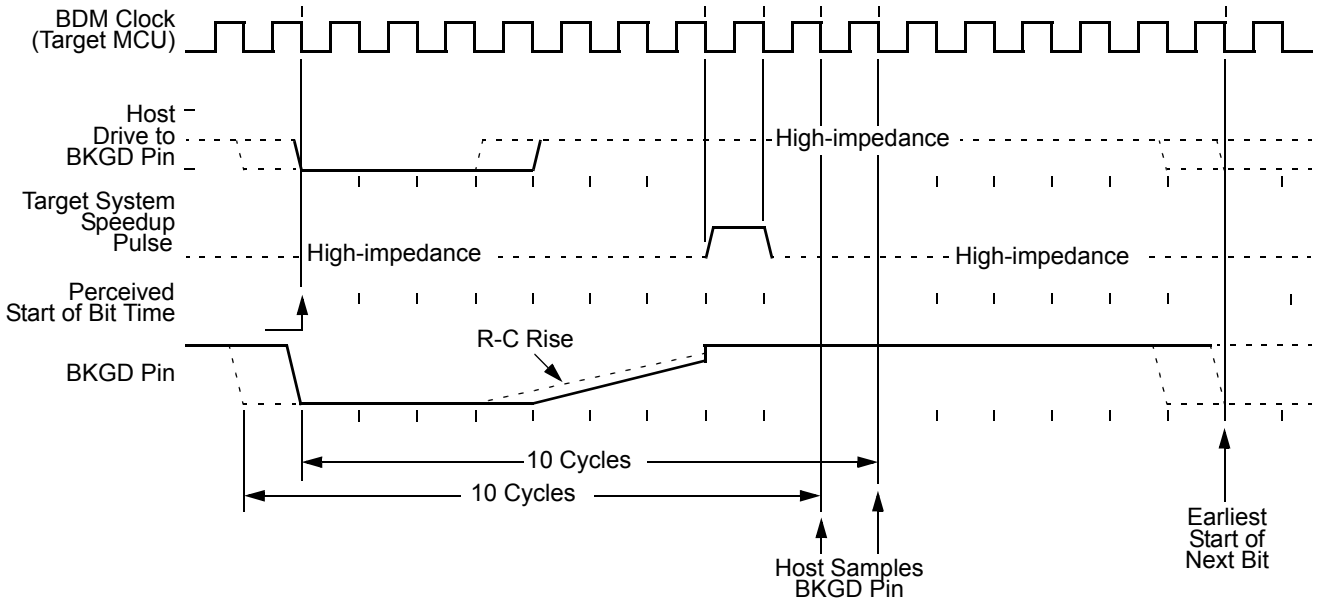 BDM Clock
(Target MCU)
Host
Drive to
BKGD Pin
High-impedance
Target System
Speedup
Pulse
High-impedance
High-impedance
Perceived
Start of Bit Time
R-C Rise
BKGD Pin
10 Cycles
10 Cycles
Host Samples
BKGD Pin
Earliest
Start of
Next Bit